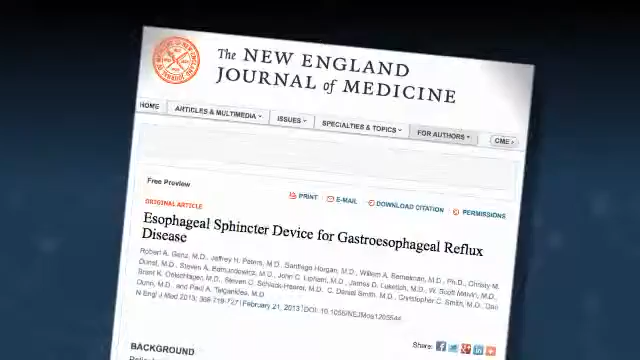 The NEW ENGLAND
JOURNAL of MEDICINE
HOME ARTICLES & MULTIMEDIA ISSUES SPECIALTIES & TOPICS FOR AUTHORS CME ›
Free Preview
PRINT E-MAIL DOWNLOAD CITATION PERMISSIONS
ORIGINAL ARTICLE
Esophageal Sphincter Device for Gastroesophageal Reflux
Disease
Robert A. Ganz, M.D., Jeffrey H. Peters, M.D., Santiago Horgan, M.D., Willem A. Bemelman, M.D., Ph.D., Christy M.
Dunst, M.D., Steven A. Edmundowicz, M.D., John C. Lipham, M.D., James D. Luketich, M.D., W. Scott Melvin, M.D.,
Brant K. Oelschlager, M.D., Steven C. Schlack-Haerer, M.D., C. Daniel Smith, M.D., Christopher C. Smith, M.D., Dan
Dunn, M.D., and Paul A. Taiganides, M.D.
N Engl J Med 2013; 368:719-727 February 21, 2013 DOI:
Share:
BACKGROUND